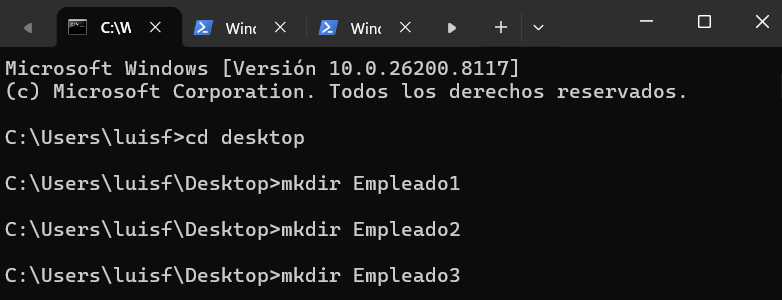 C:\W
Winc
Winc
Microsoft Windows [Versión 10.0.26200.8117]
(c) Microsoft Corporation. Todos los derechos reservados.
C:\Users\luisf>cd desktop
C:\Users\luisf\Desktop>mkdir Empleado1
C:\Users\luisf\Desktop>mkdir Empleado2
C:\Users\luisf\Desktop>mkdir Empleado3